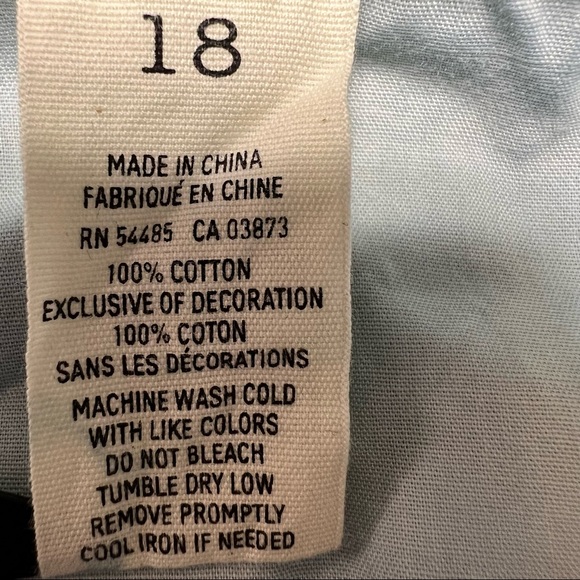 18
MADE IN CHINA
FABRIQUÉ EN CHINE
RN 54485 CA 03873
100% COTTON
EXCLUSIVE OF DECORATION
100% COTON
SANS LES DÉCORATIONS
MACHINE WASH COLD
WITH LIKE COLORS
DO NOT BLEACH
TUMBLE DRY LOW
REMOVE PROMPTLY
COOL IRON IF NEEDED